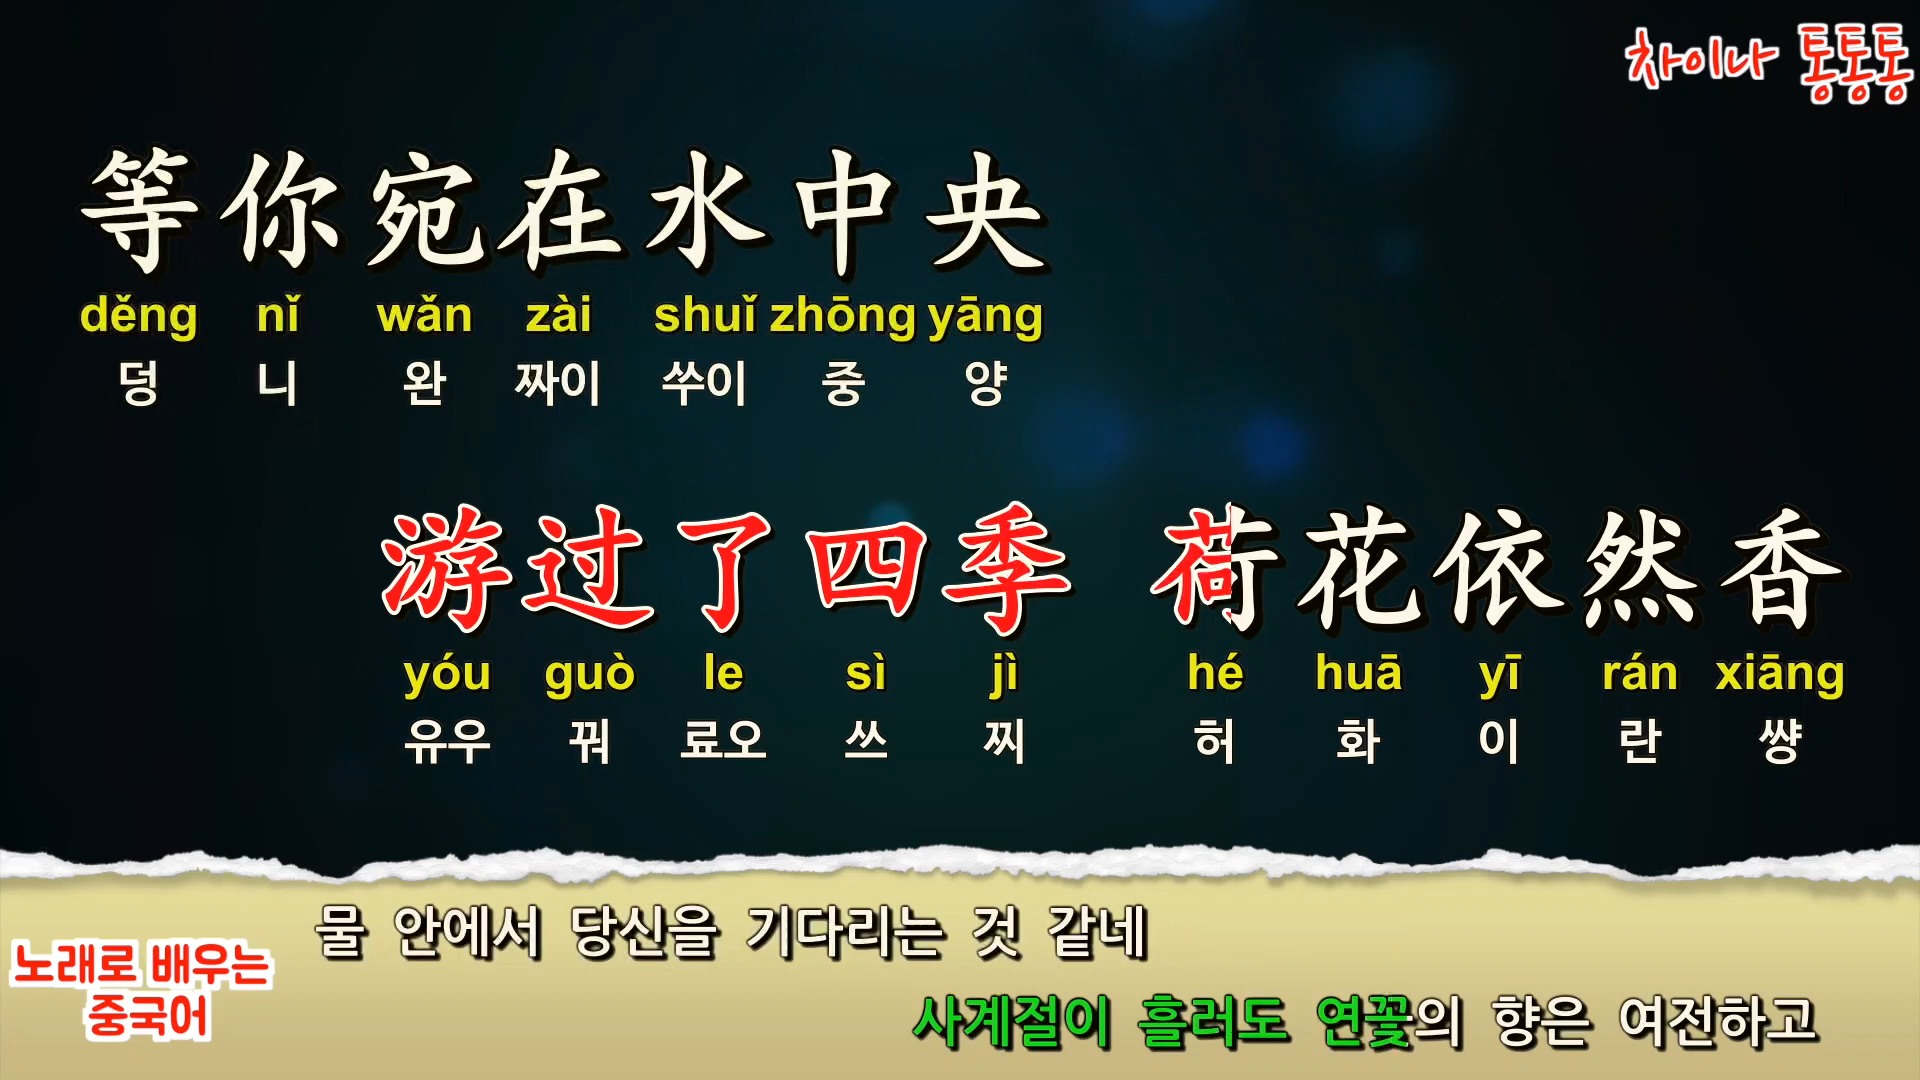 차이나 통통통
等你宛在水中央
děng nǐ wǎn zài shuǐ zhōng yāng
덩 니 완 짜이 쑤이 중 양
游过了四季 荷花依然香
yóu guò le sì jì hé huā yī rán xiāng
유우 꿔 료오 쓰 찌 허 화 이 란 썅
물 안에서 당신을 기다리는 것 같네
사계절이 흘러도 연꽃의 향은 여전하고
노래로 배우는
중국어